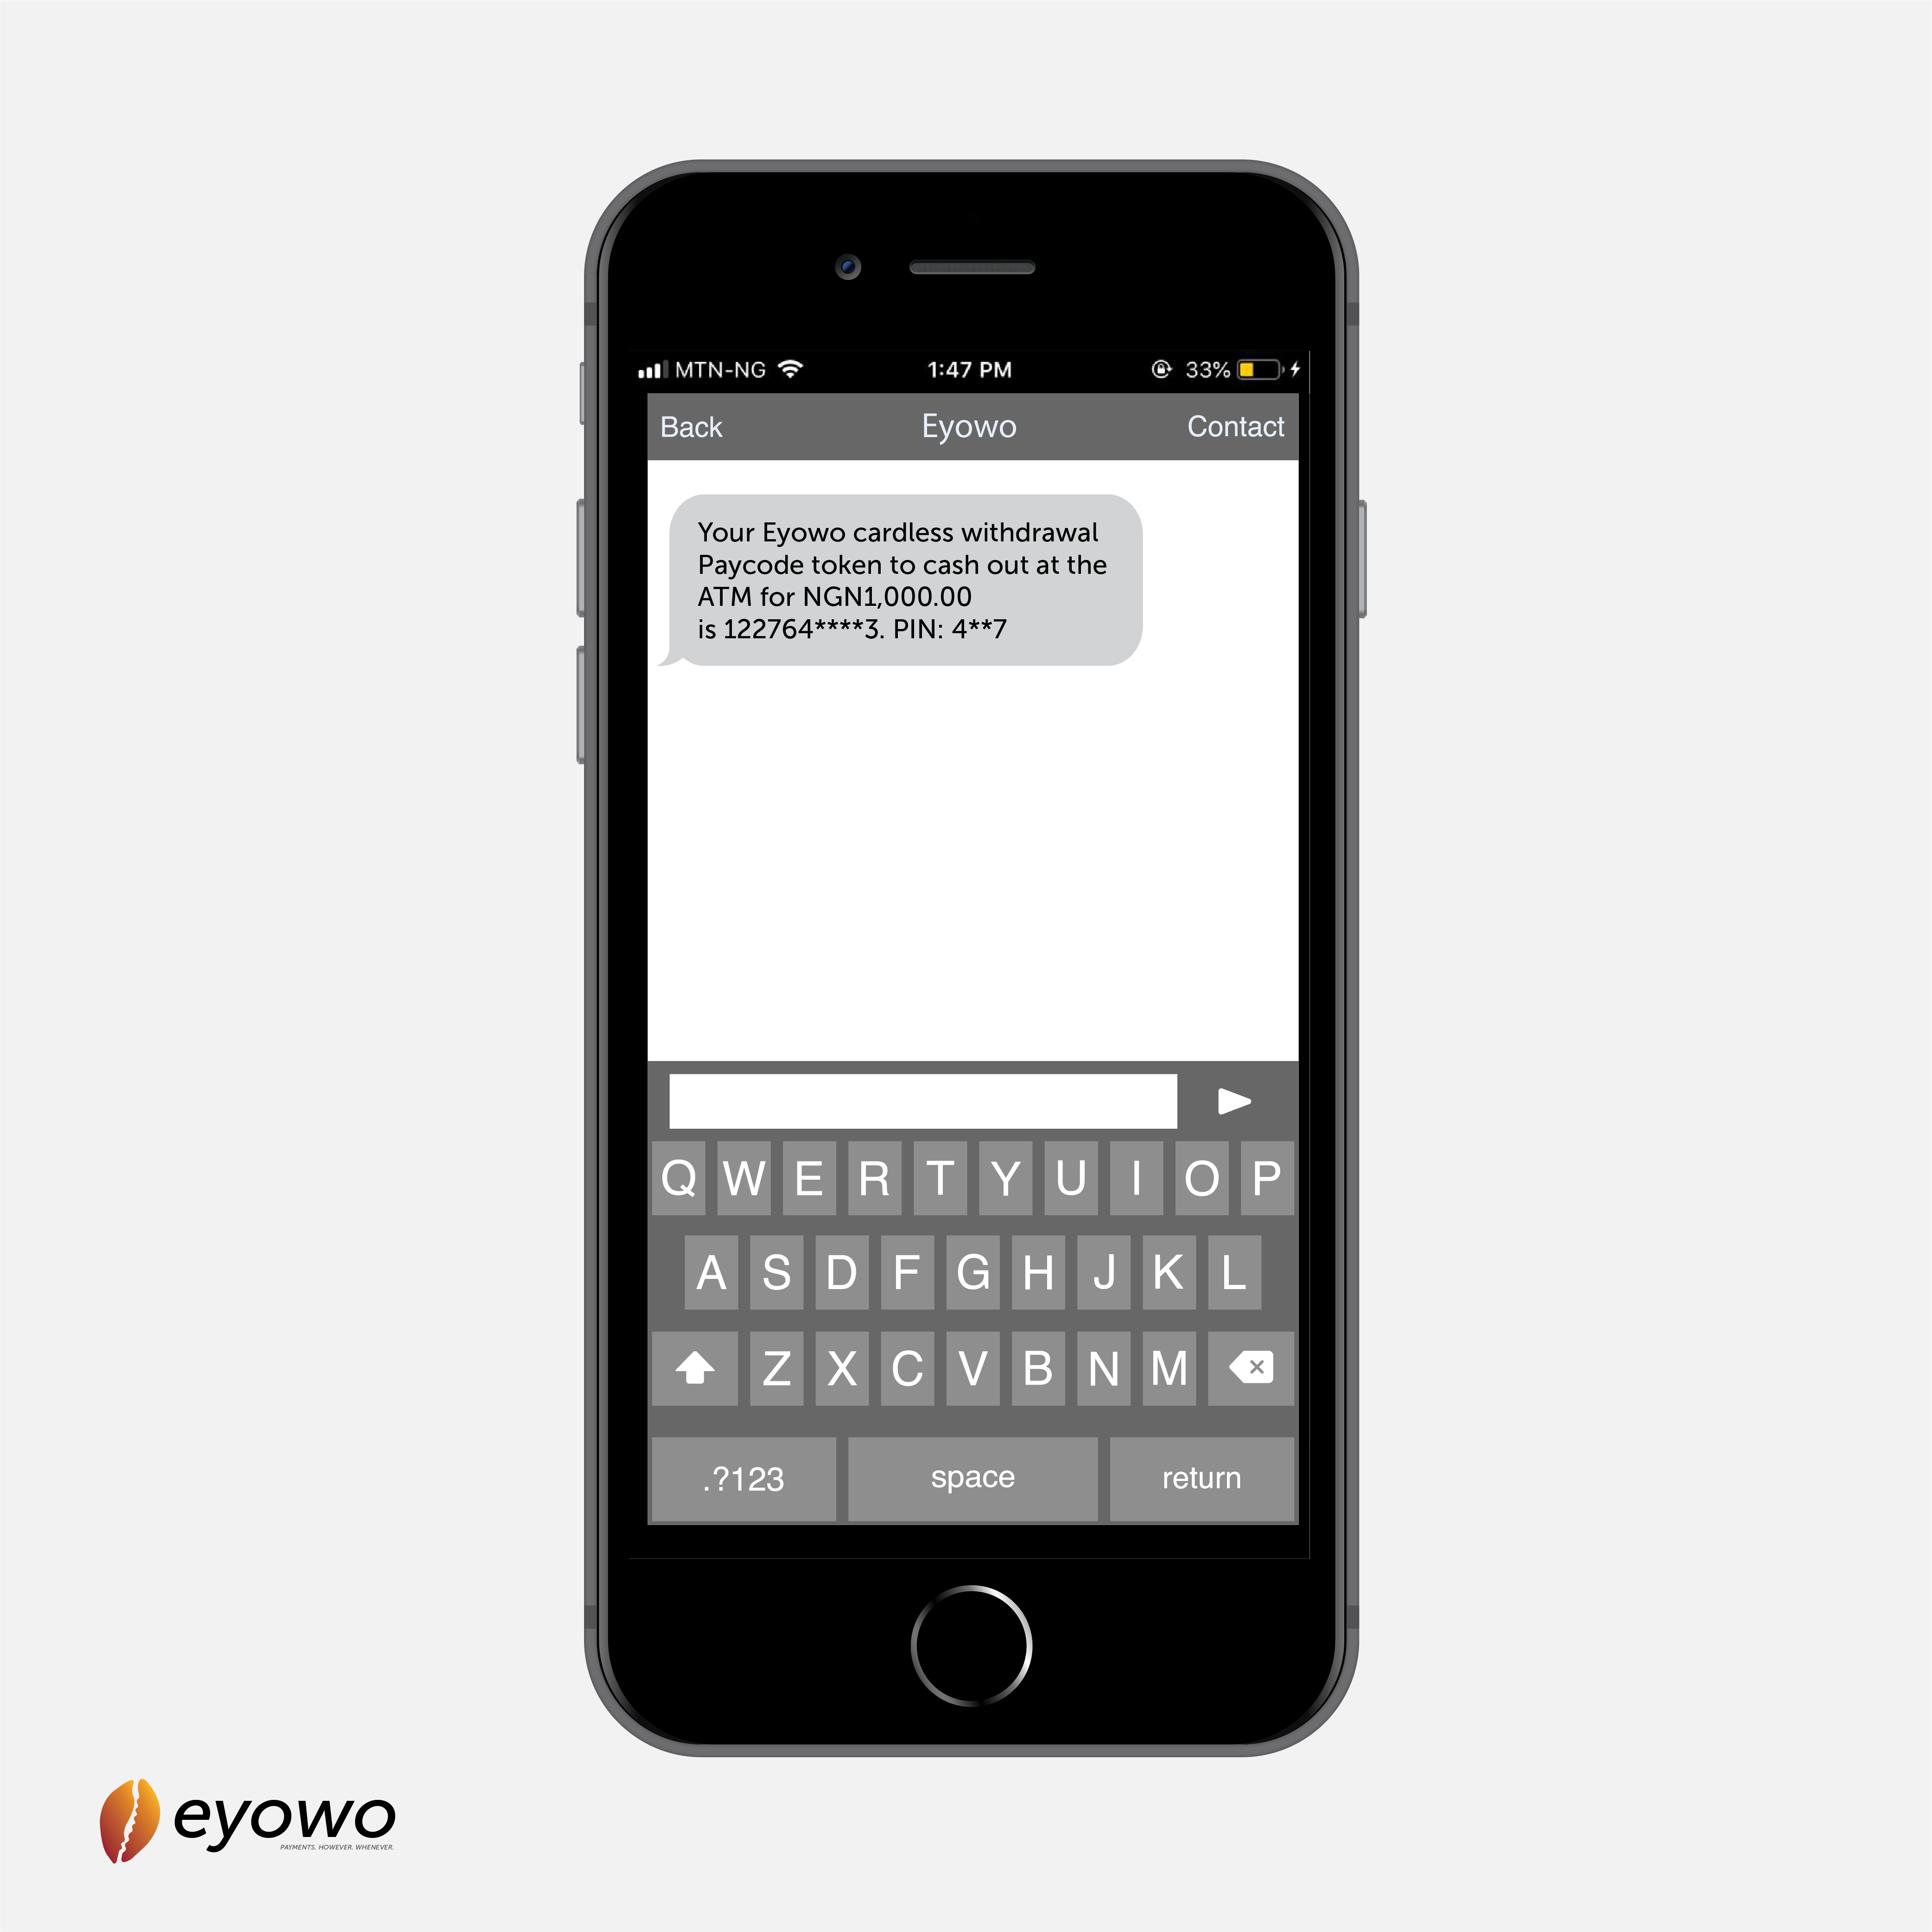 MTN-NG 1:47 PM 33%
Back Eyowo Contact
Your Eyowo cardless withdrawal
Paycode token to cash out at the
ATM for NGN1,000.00
is 122764****3. PIN: 4**7
Q W E R T Y U I O P
A S D F G H J K L
Z X C V B N M
.?123 space return
eyowo
PAYMENTS. HOWEVER. WHENEVER.